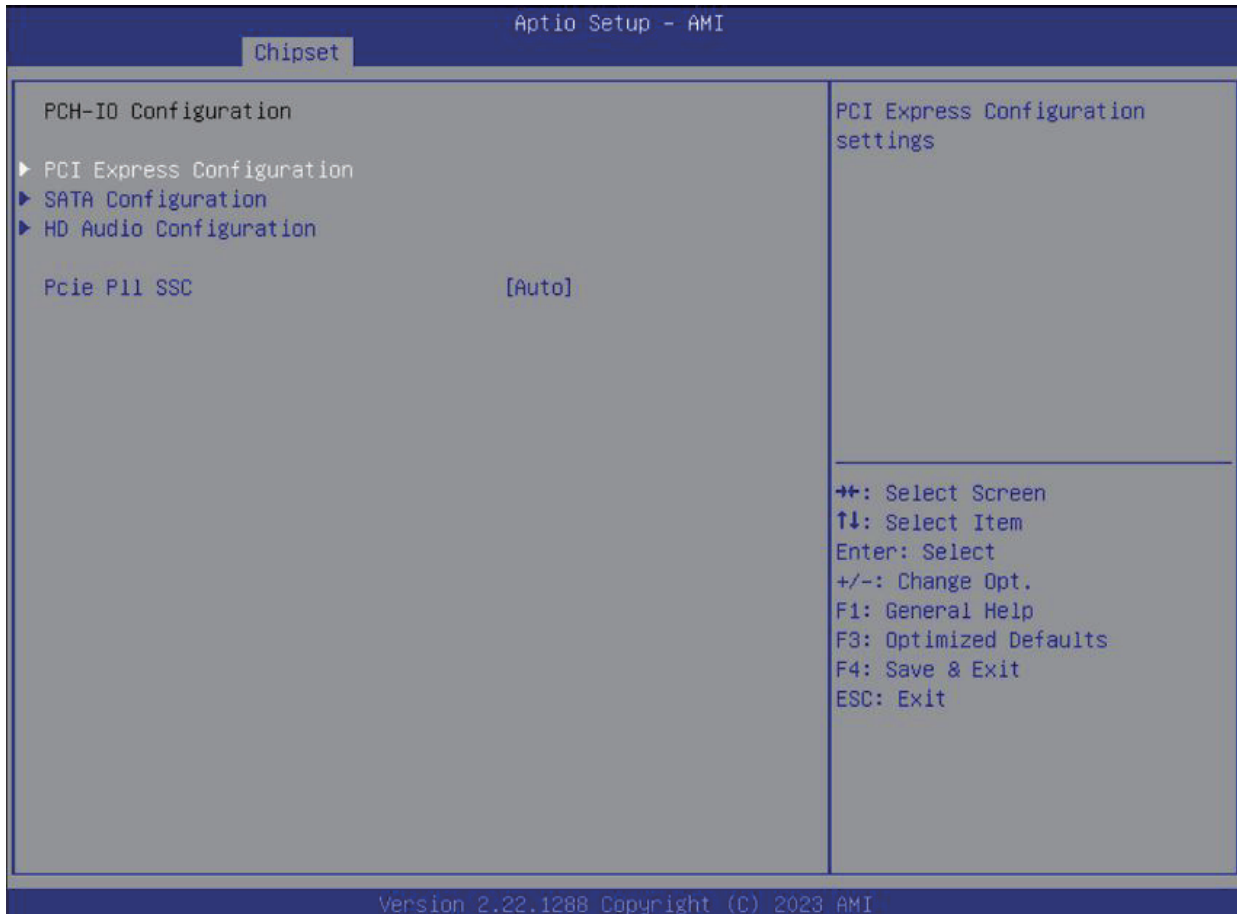 Aptio Setup – AMI
Chipset
PCH-IO Configuration
▶ PCI Express Configuration
▶ SATA Configuration
▶ HD Audio Configuration
Pcie Pll SSC [Auto]
PCI Express Configuration
settings
→←: Select Screen
↑↓: Select Item
Enter: Select
+/-: Change Opt.
F1: General Help
F3: Optimized Defaults
F4: Save & Exit
ESC: Exit
Version 2.22.1288 Copyright (C) 2023 AMI